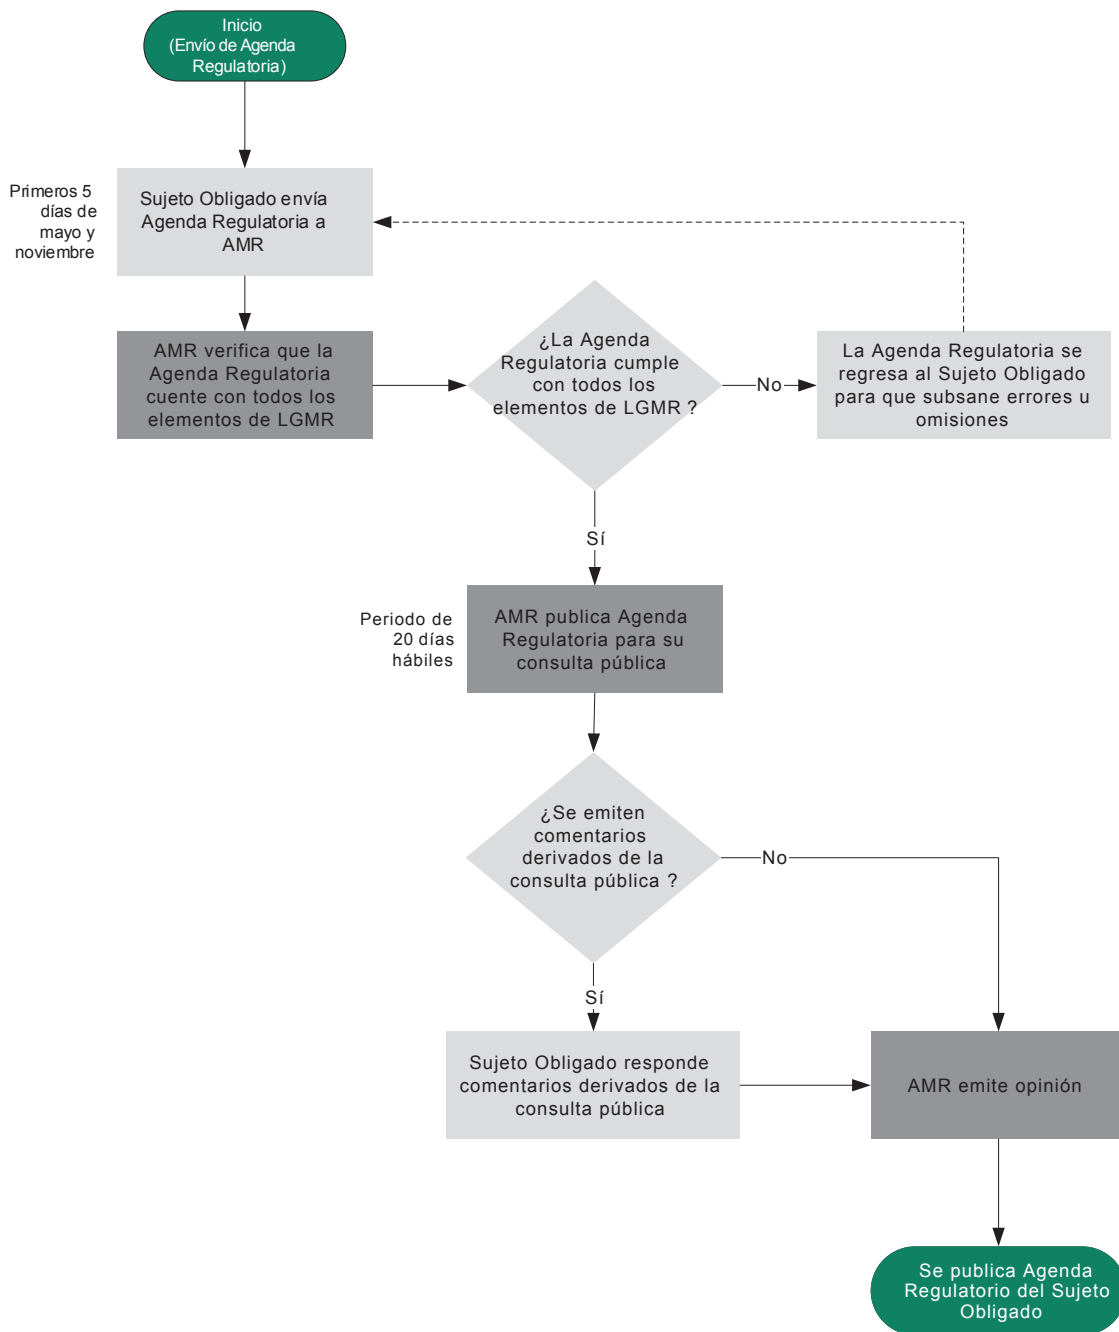 Inicio
(Envío de Agenda
Regulatoria)
Primeros 5
días de
mayo y
noviembre
Sujeto Obligado envía
Agenda Regulatoria a
AMR
AMR verifica que la
Agenda Regulatoria
cuente con todos los
elementos de LGMR
¿La Agenda
Regulatoria cumple
con todos los
elementos de LGMR ?
No
La Agenda Regulatoria se
regresa al Sujeto Obligado
para que subsane errores u
omisiones
Sí
Periodo de
20 días
hábiles
AMR publica Agenda
Regulatoria para su
consulta pública
¿Se emiten
comentarios
derivados de la
consulta pública ?
No
Sí
Sujeto Obligado responde
comentarios derivados de la
consulta pública
AMR emite opinión
Se publica Agenda
Regulatorio del Sujeto
Obligado